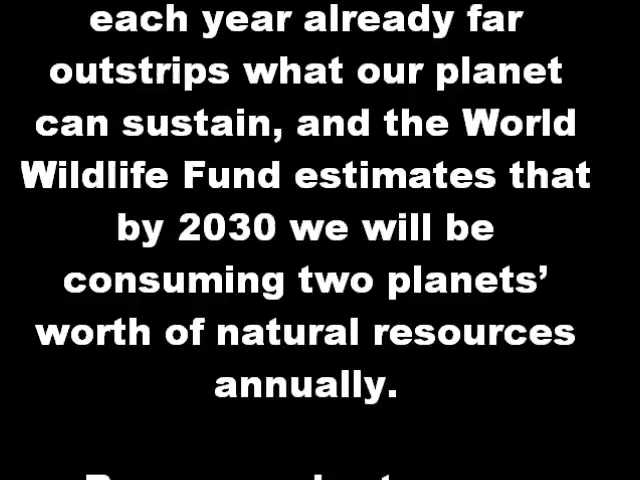 each year already far
outstrips what our planet
can sustain, and the World
Wildlife Fund estimates that
by 2030 we will be
consuming two planets’
worth of natural resources
annually.